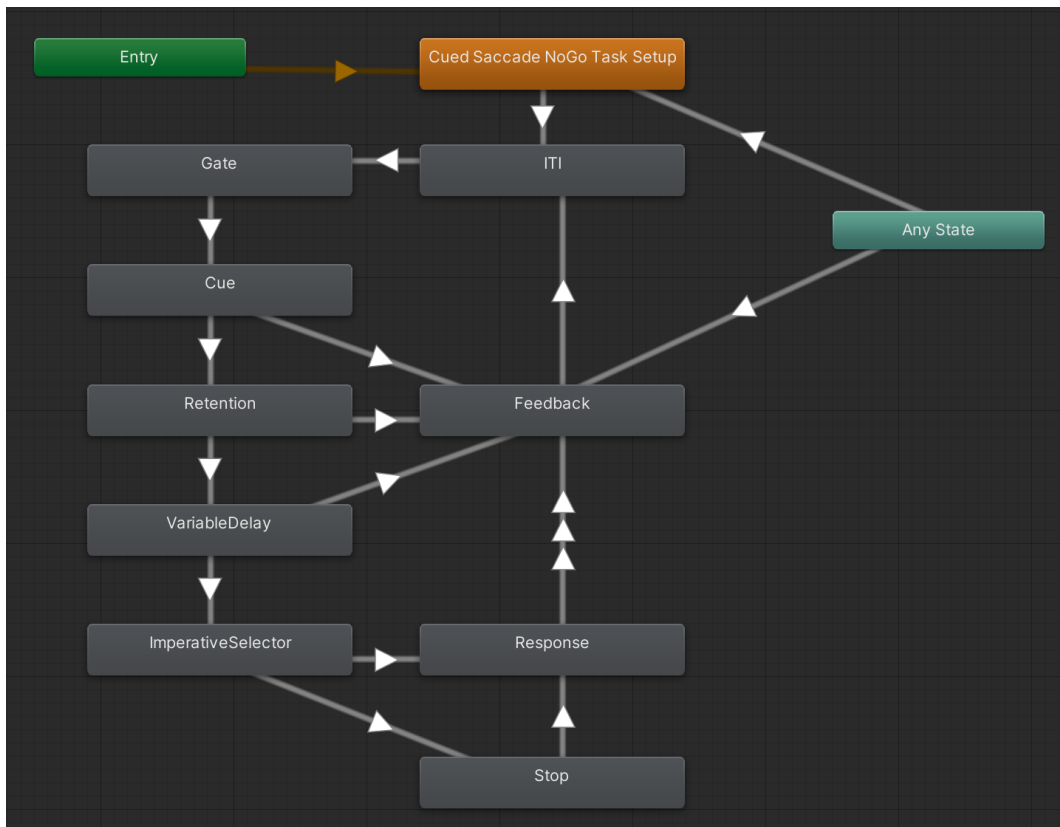 Entry
Cued Saccade NoGo Task Setup
Gate
ITI
Any State
Cue
Retention
Feedback
VariableDelay
ImperativeSelector
Response
Stop